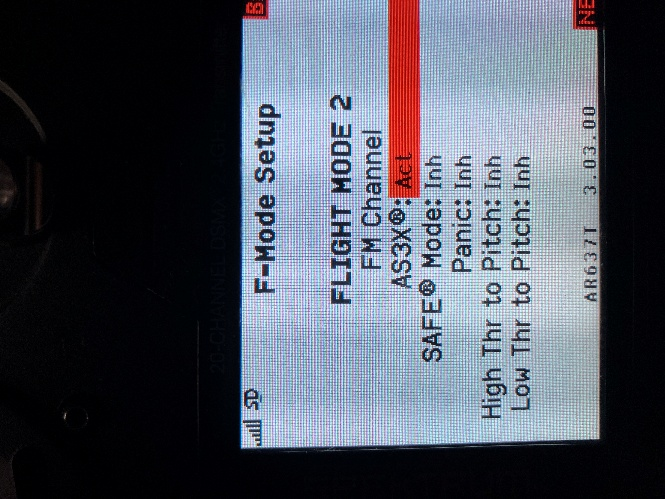 SD
F-Mode Setup
FLIGHT MODE 2
FM Channel
AS3X®: Act
SAFE® Mode: Inh
Panic: Inh
High Thr to Pitch: Inh
Low Thr to Pitch: Inh
AR637T 3.03.00